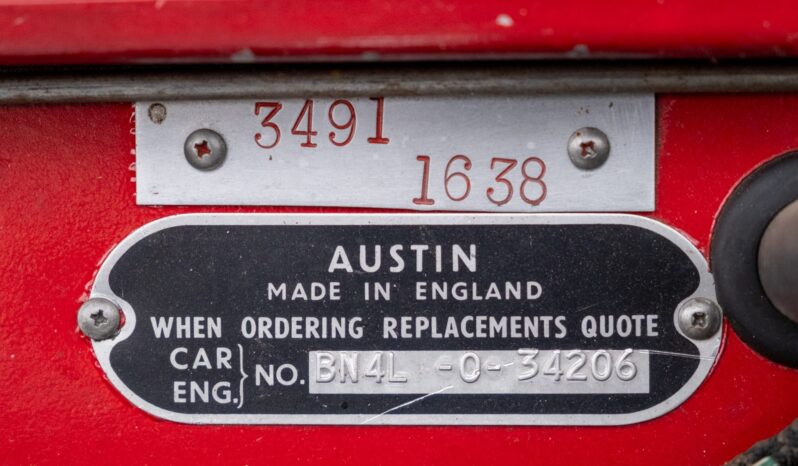 3491
1638
AUSTIN
MADE IN ENGLAND
WHEN ORDERING REPLACEMENTS QUOTE
CAR
ENG. } NO. BN4L -O- 34206